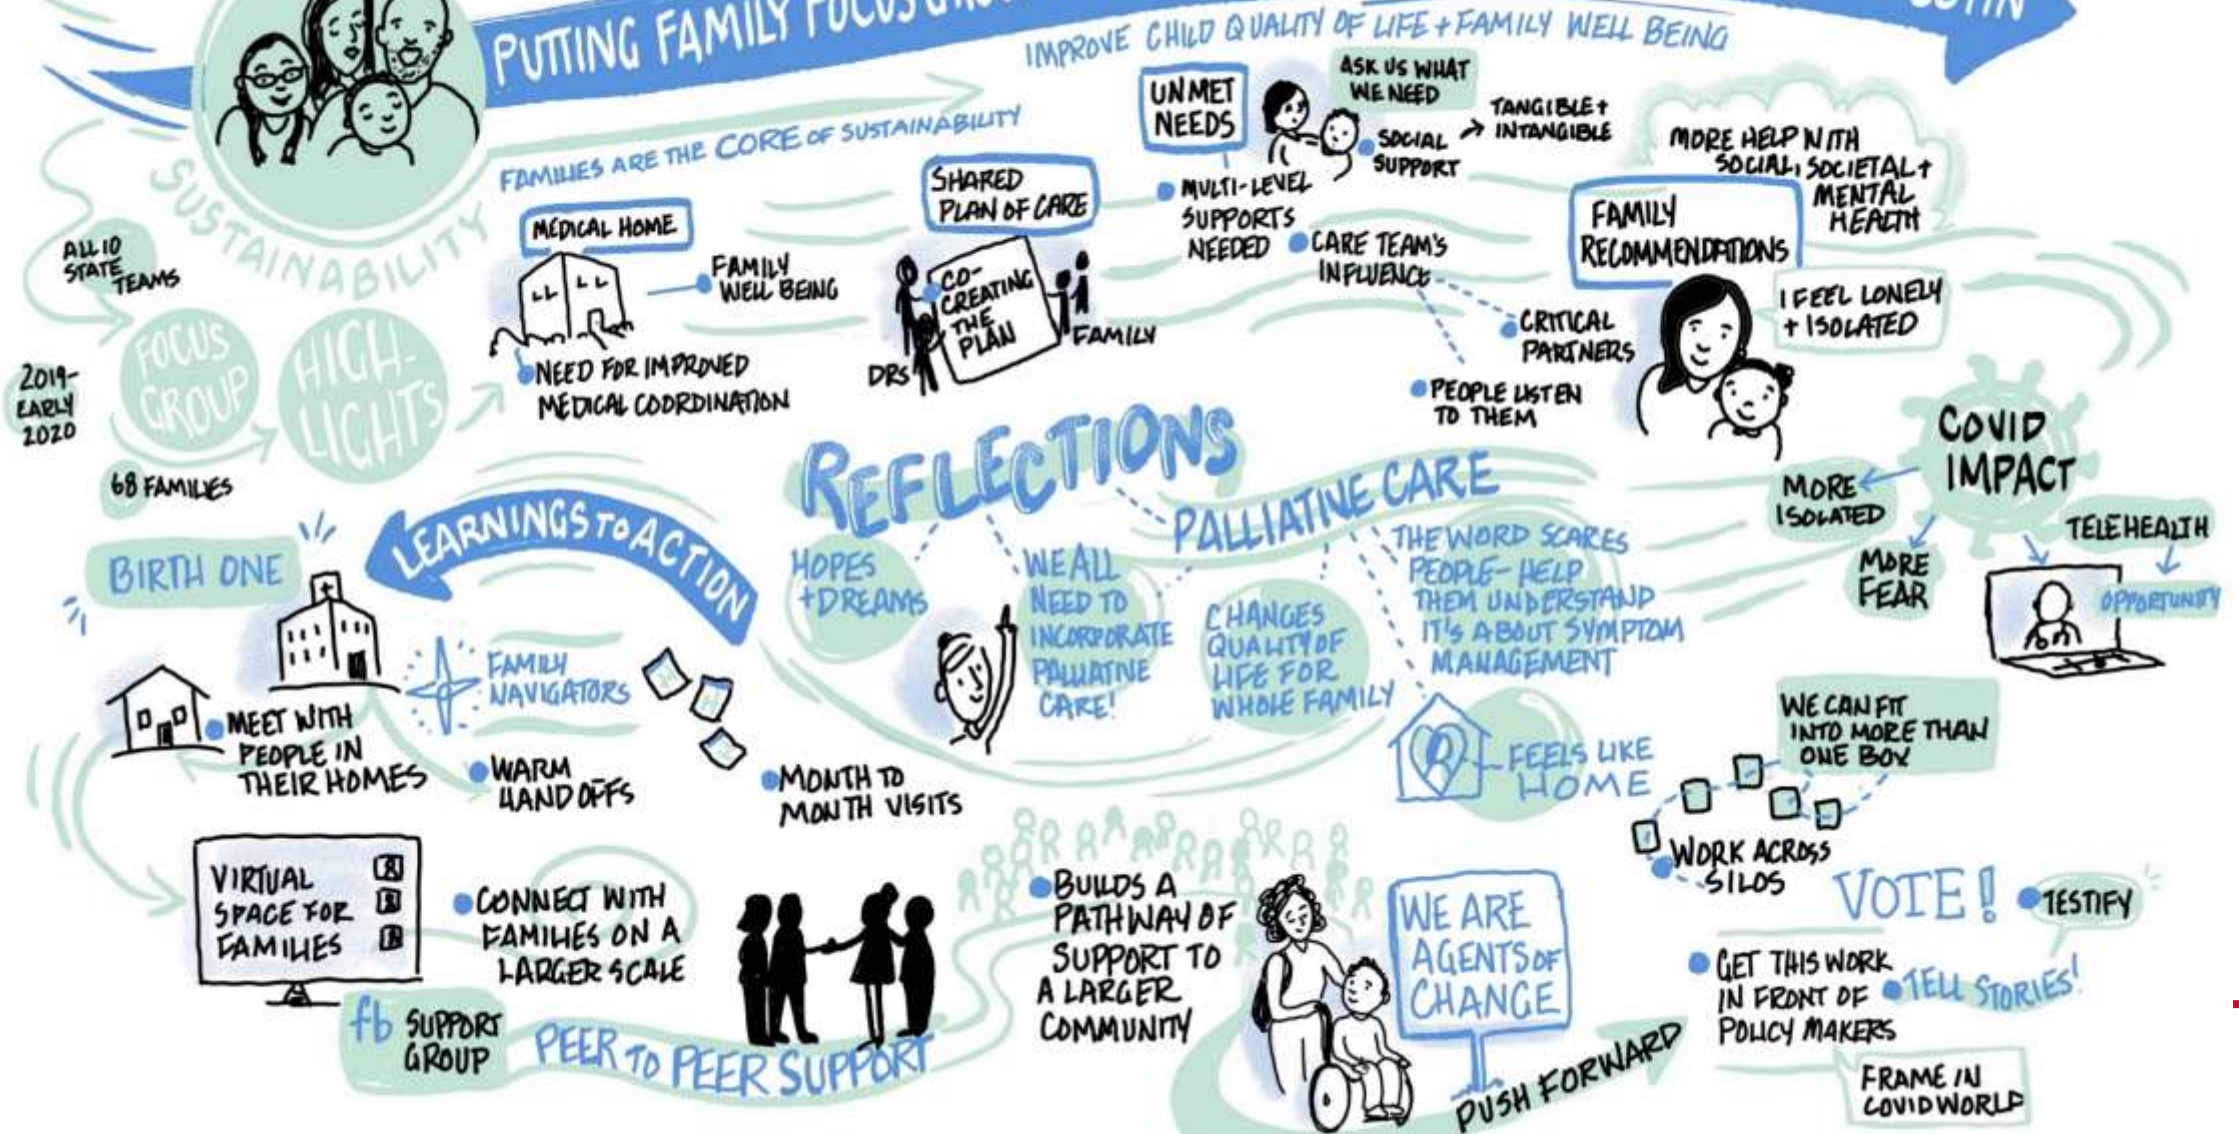 PUTTING FAMILY FOCUS
IMPROVE CHILD QUALITY OF LIFE + FAMILY WELL BEING
SUSTAINABILITY
FAMILIES ARE THE CORE OF SUSTAINABILITY
ALL 10
STATE
TEAMS
2019-
EARLY
2020
FOCUS
GROUP
68 FAMILIES
HIGH-
LIGHTS
MEDICAL HOME
FAMILY
WELL BEING
NEED FOR IMPROVED
MEDICAL COORDINATION
SHARED
PLAN OF CARE
CO-
CREATING
THE
PLAN
DRS
FAMILY
UNMET
NEEDS
ASK US WHAT
WE NEED
SOCIAL
SUPPORT
TANGIBLE +
INTANGIBLE
MULTI-LEVEL
SUPPORTS
NEEDED
CARE TEAM'S
INFLUENCE
CRITICAL
PARTNERS
PEOPLE LISTEN
TO THEM
MORE HELP WITH
SOCIAL, SOCIETAL +
MENTAL
HEALTH
FAMILY
RECOMMENDATIONS
I FEEL LONELY
+ ISOLATED
COVID
IMPACT
MORE
ISOLATED
MORE
FEAR
TELEHEALTH
OPPORTUNITY
REFLECTIONS
HOPES
+ DREAMS
WE ALL
NEED TO
INCORPORATE
PALLIATIVE
CARE!
PALLIATIVE CARE
CHANGES
QUALITY OF
LIFE FOR
WHOLE FAMILY
THE WORD SCARES
PEOPLE- HELP
THEM UNDERSTAND
IT'S ABOUT SYMPTOM
MANAGEMENT
FEELS LIKE
HOME
LEARNINGS TO ACTION
BIRTH ONE
FAMILY
NAVIGATORS
MEET WITH
PEOPLE IN
THEIR HOMES
WARM
HAND OFFS
MONTH TO
MONTH VISITS
VIRTUAL
SPACE FOR
FAMILIES
CONNECT WITH
FAMILIES ON A
LARGER SCALE
fb SUPPORT
GROUP
PEER TO PEER SUPPORT
BUILDS A
PATHWAY OF
SUPPORT TO
A LARGER
COMMUNITY
WE ARE
AGENTS OF
CHANGE
PUSH FORWARD
WE CAN FIT
INTO MORE THAN
ONE BOX
WORK ACROSS
SILOS
VOTE!
TESTIFY
GET THIS WORK
IN FRONT OF
POLICY MAKERS
TELL STORIES!
FRAME IN
COVID WORLD